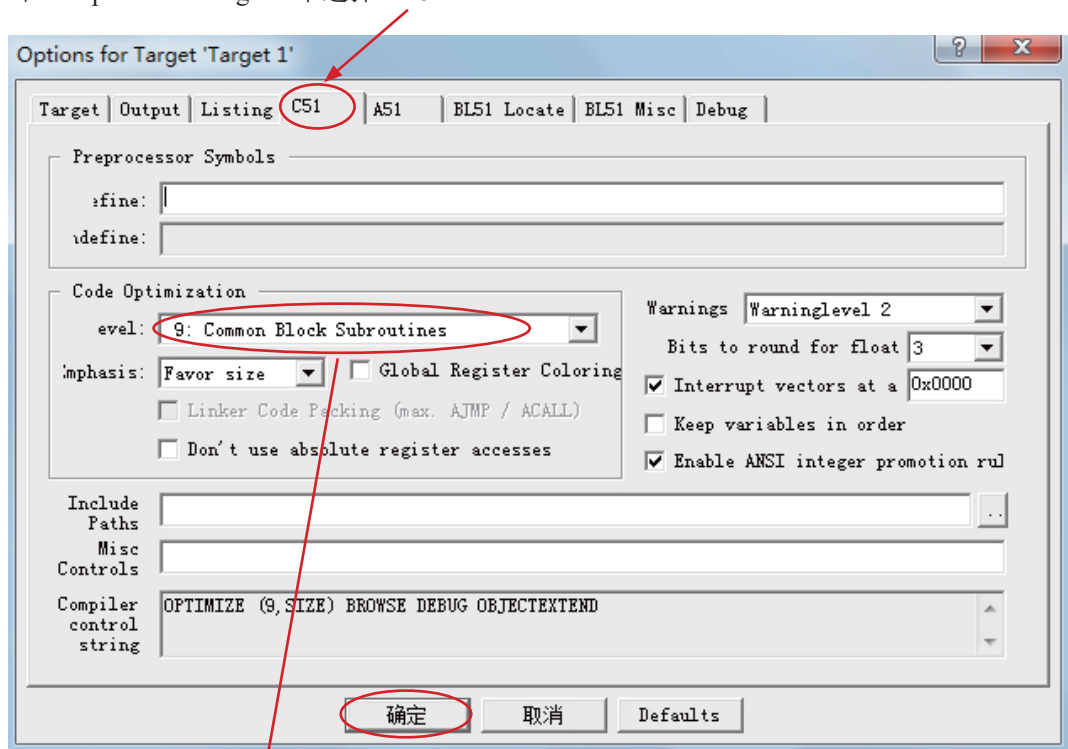 Options for Target 'Target 1'
Target Output Listing C51 A51 BL51 Locate BL51 Misc Debug
Preprocessor Symbols
efine:
define:
Code Optimization
evel: 9: Common Block Subroutines
Warnings Warninglevel 2
Bits to round for float 3
mphasis: Favor size Global Register Coloring
Interrupt vectors at a 0x0000
Linker Code Packing (max. AJMP / ACALL)
Keep variables in order
Don't use absolute register accesses
Enable ANSI integer promotion rul
Include Paths
..
Misc Controls
Compiler control string
OPTIMIZE (9,SIZE) BROWSE DEBUG OBJECTEXTEND
确定 取消 Defaults